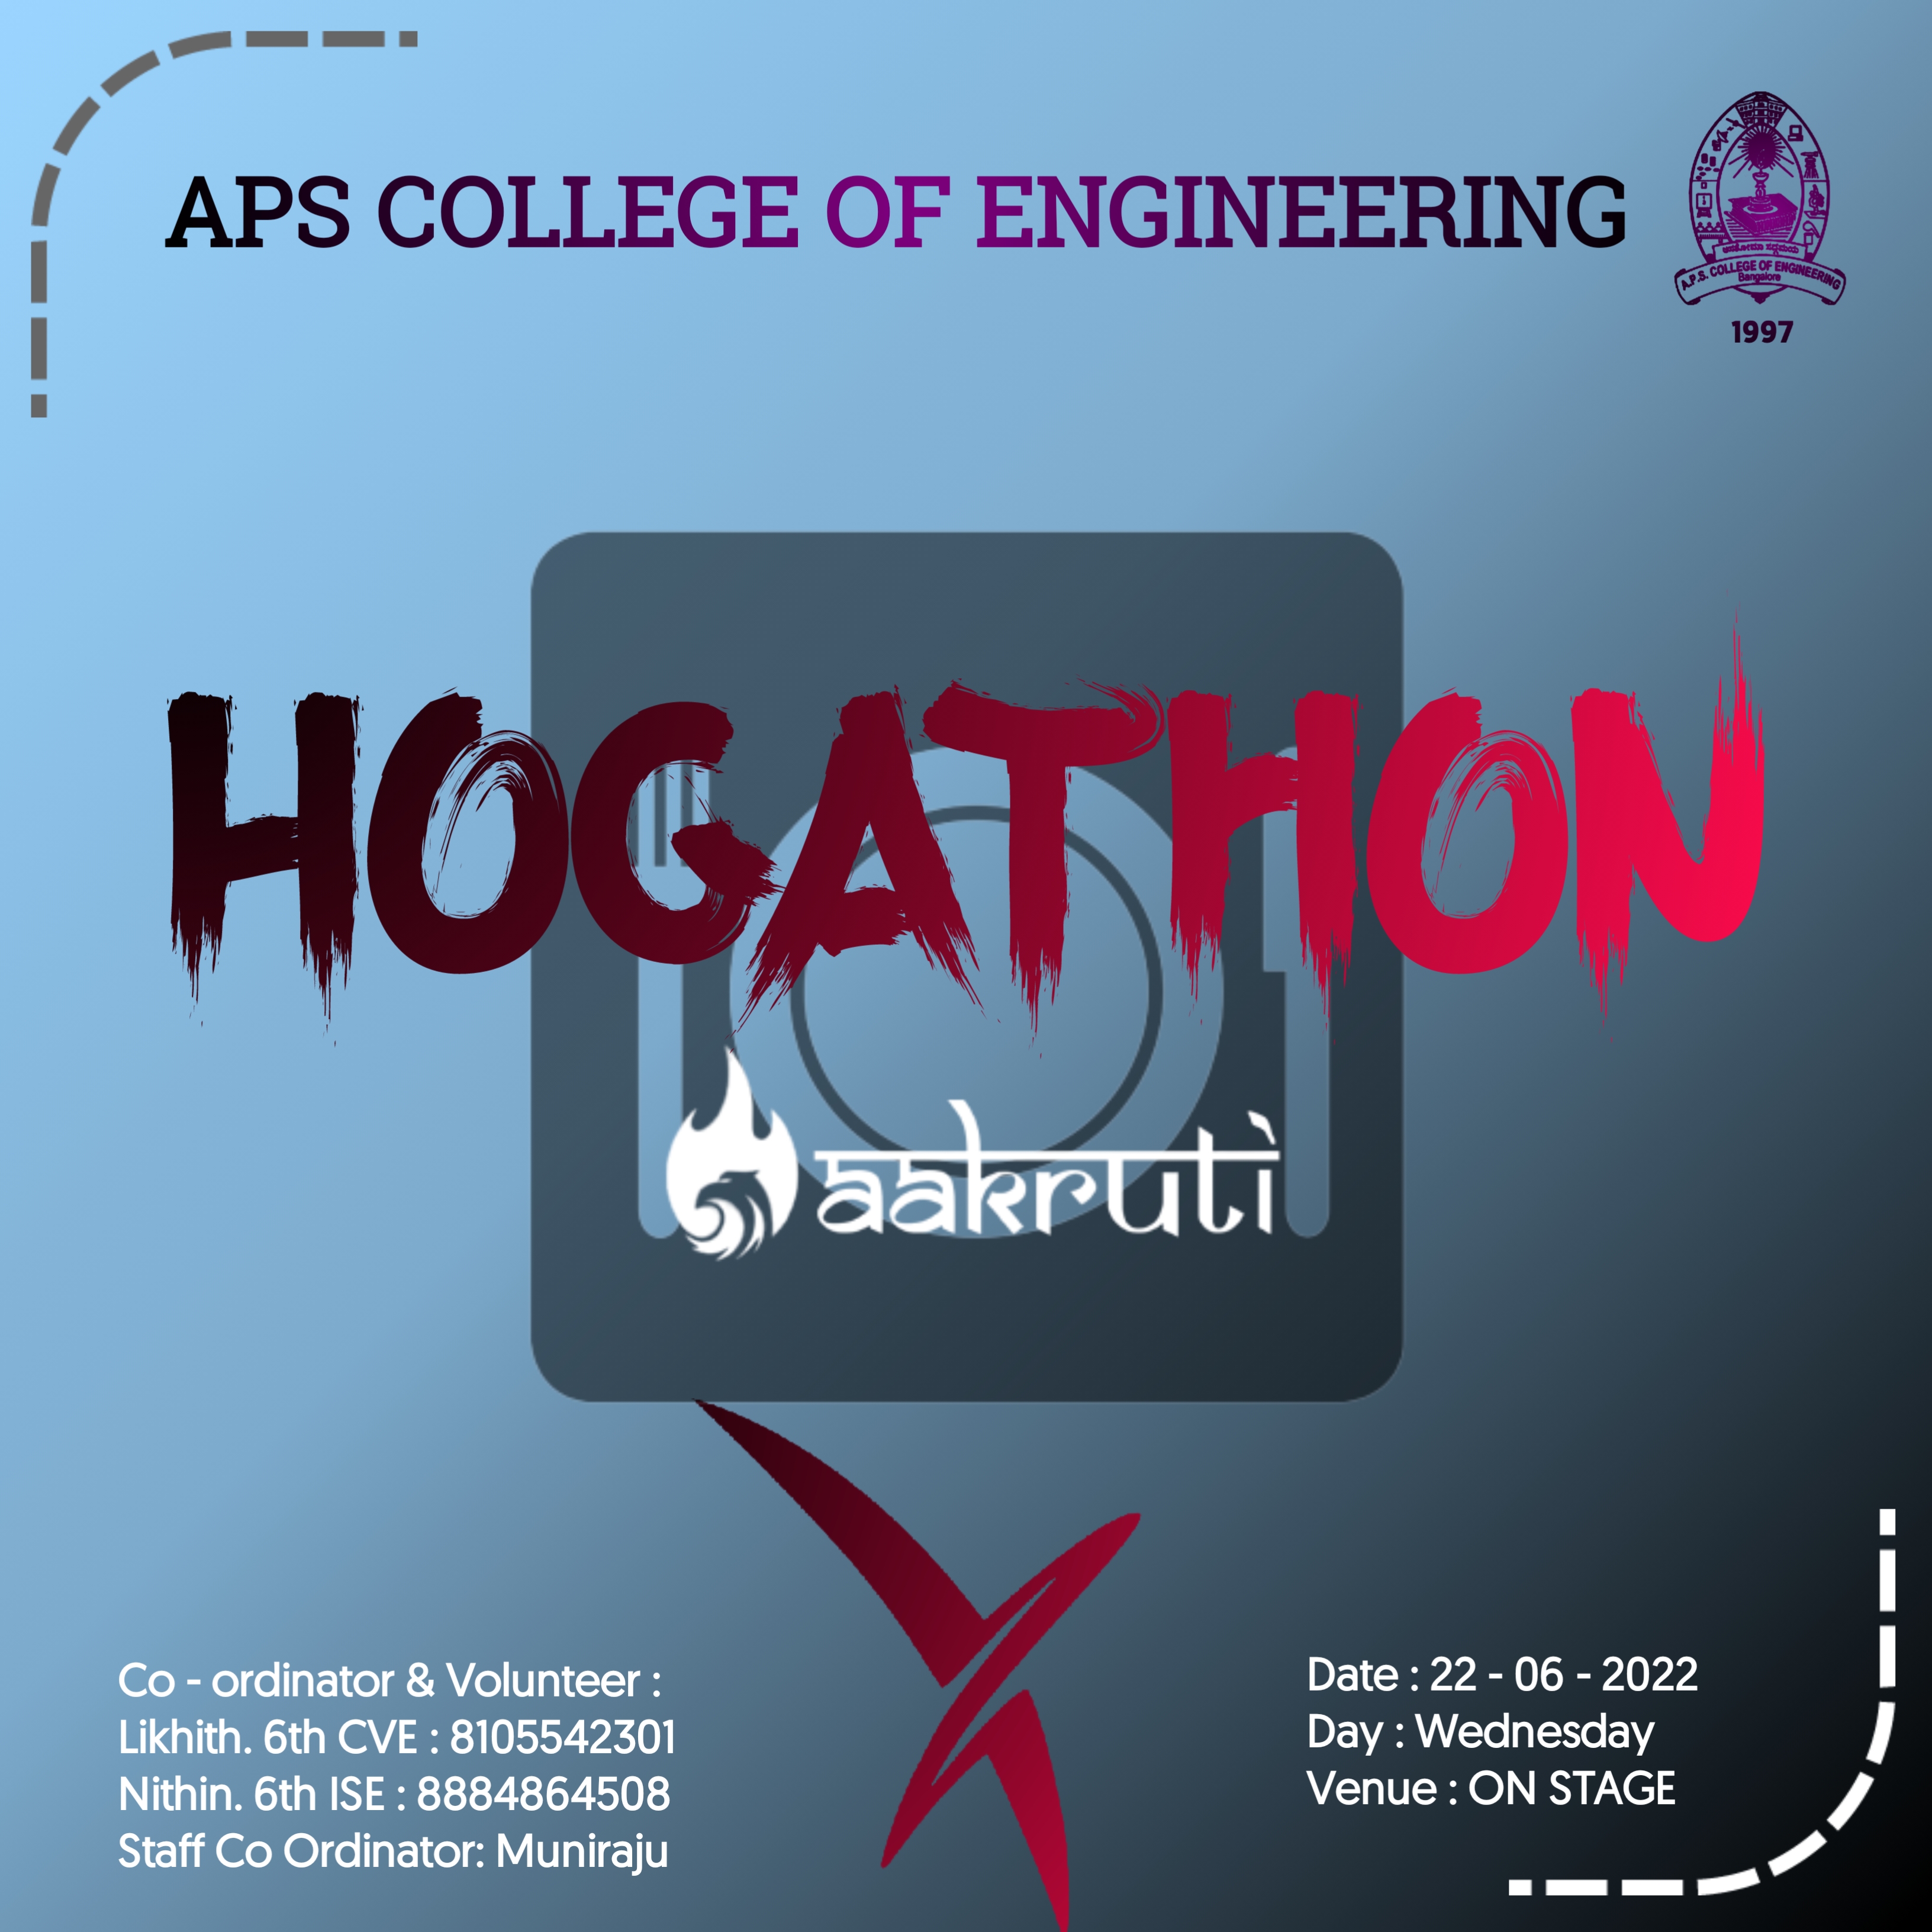 APS COLLEGE OF ENGINEERING
A.P.S. COLLEGE OF ENGINEERING
Bangalore
1997
HOGATHON
aakruti
Co - ordinator & Volunteer :
Likhith. 6th CVE : 8105542301
Nithin. 6th ISE : 8884864508
Staff Co Ordinator: Muniraju
Date : 22 - 06 - 2022
Day : Wednesday
Venue : ON STAGE